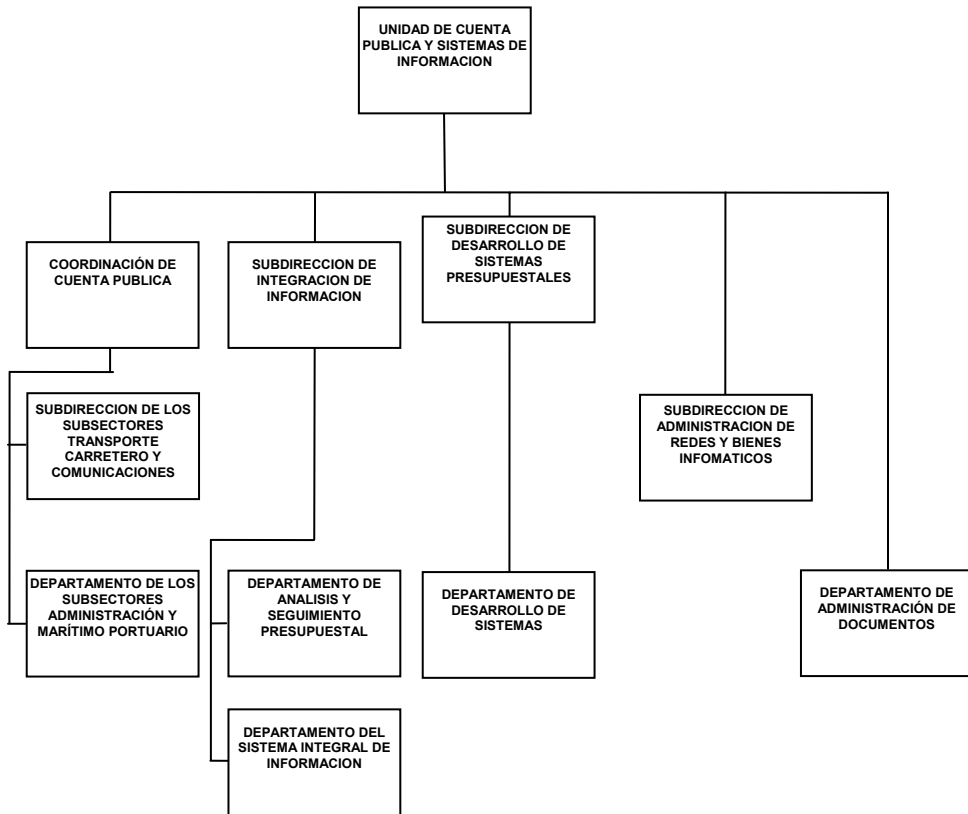 UNIDAD DE CUENTA
PUBLICA Y SISTEMAS DE
INFORMACION
COORDINACIÓN DE
CUENTA PUBLICA
SUBDIRECCION DE
INTEGRACION DE
INFORMACION
SUBDIRECCION DE
DESARROLLO DE
SISTEMAS
PRESUPUESTALES
SUBDIRECCION DE LOS
SUBSECTORES
TRANSPORTE
CARRETERO Y
COMUNICACIONES
SUBDIRECCION DE
ADMINISTRACION DE
REDES Y BIENES
INFOMATICOS
DEPARTAMENTO DE LOS
SUBSECTORES
ADMINISTRACIÓN Y
MARÍTIMO PORTUARIO
DEPARTAMENTO DE
ANALISIS Y
SEGUIMIENTO
PRESUPUESTAL
DEPARTAMENTO DE
DESARROLLO DE
SISTEMAS
DEPARTAMENTO DE
ADMINISTRACIÓN DE
DOCUMENTOS
DEPARTAMENTO DEL
SISTEMA INTEGRAL DE
INFORMACION